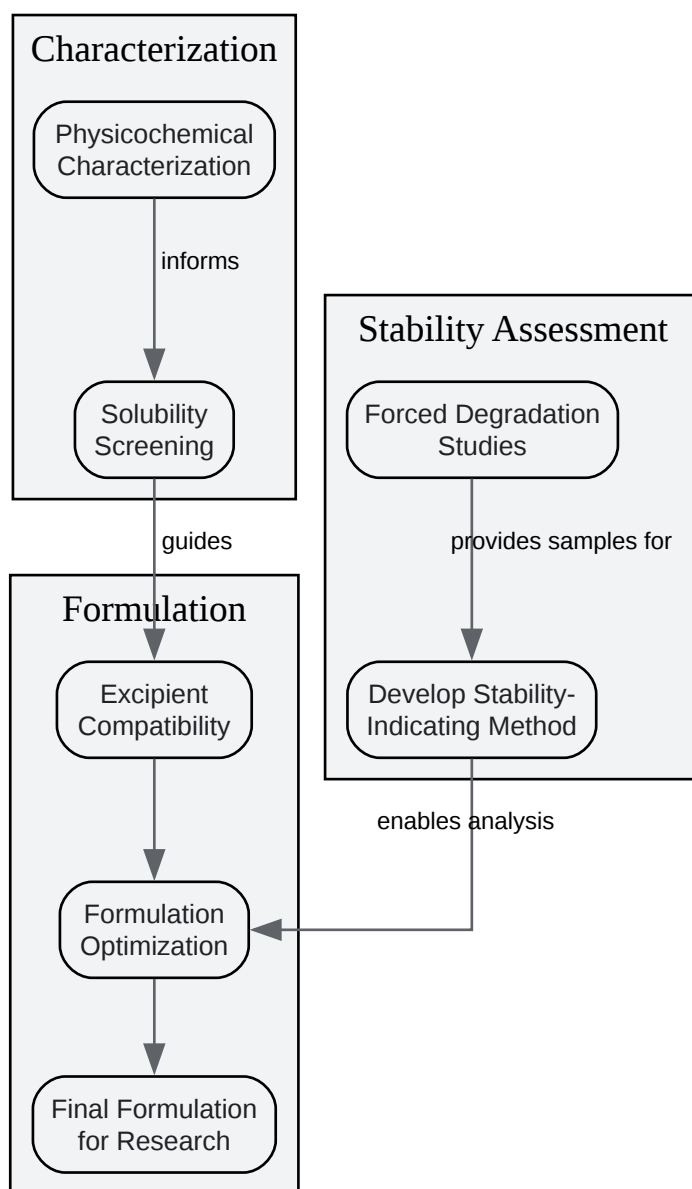 Characterization
Physicochemical
Characterization
informs
Solubility
Screening
guides
Stability Assessment
Forced Degradation
Studies
provides samples for
Develop Stability-
Indicating Method
enables analysis
Formulation
Excipient
Compatibility
Formulation
Optimization
Final Formulation
for Research